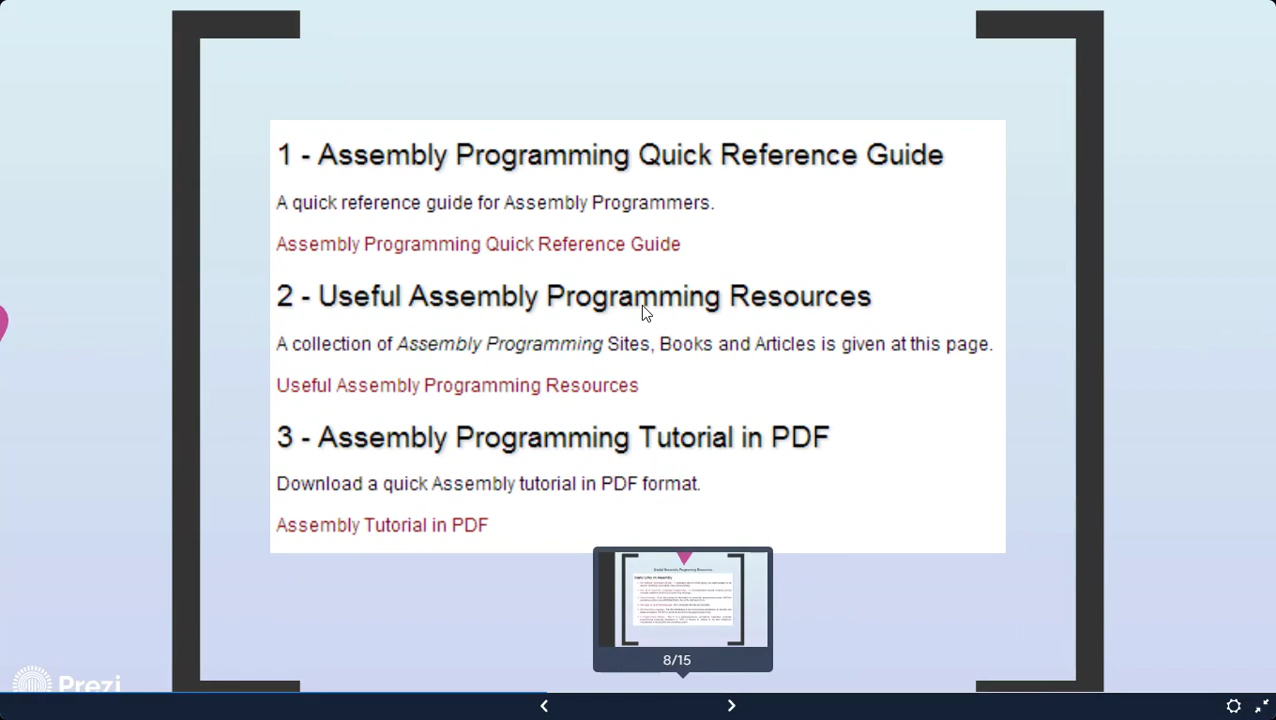 1 - Assembly Programming Quick Reference Guide
A quick reference guide for Assembly Programmers.
Assembly Programming Quick Reference Guide
2 - Useful Assembly Programming Resources
A collection of Assembly Programming Sites, Books and Articles is given at this page.
Useful Assembly Programming Resources
3 - Assembly Programming Tutorial in PDF
Download a quick Assembly tutorial in PDF format.
Assembly Tutorial in PDF
8/15
Prezi